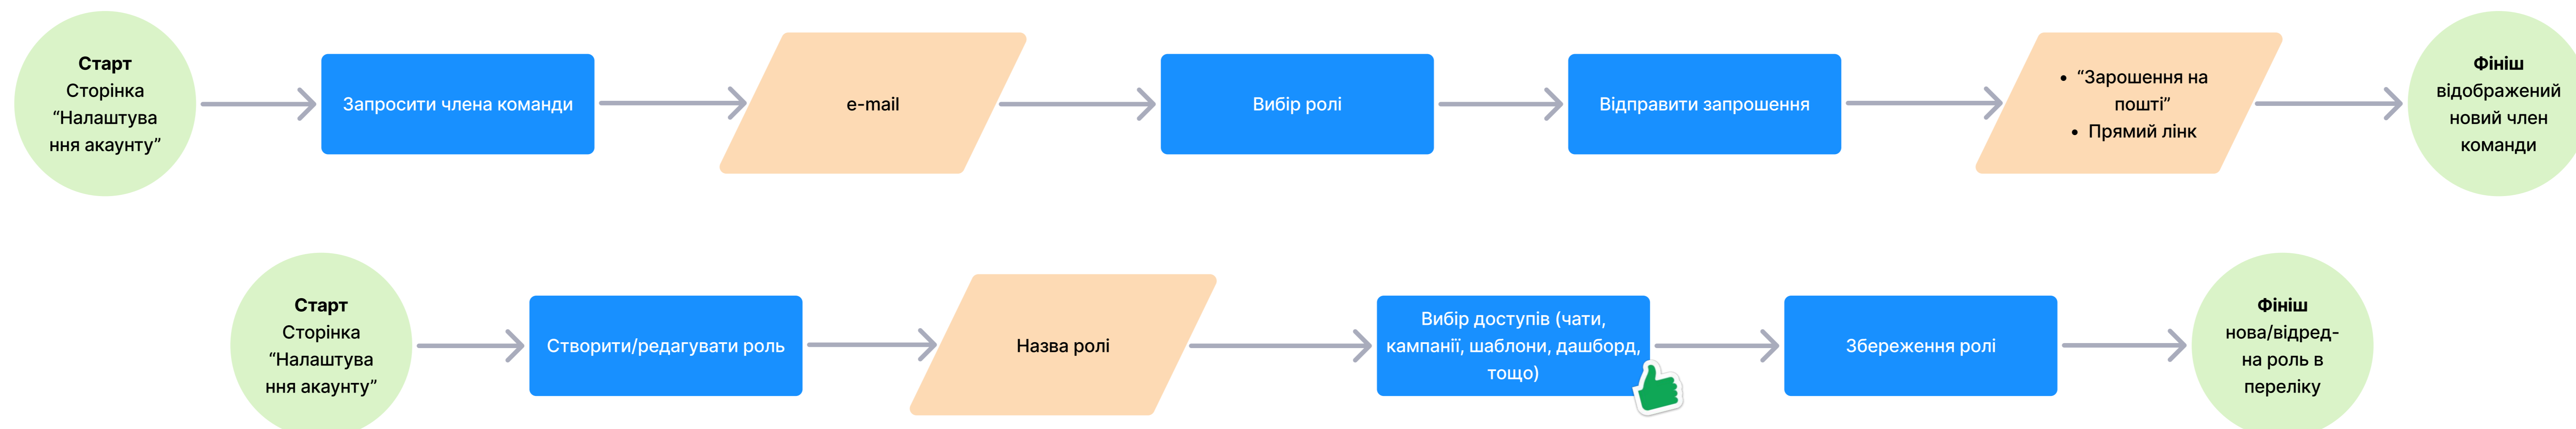 Старт
Сторінка
“Налаштува
ння акаунту”
Запросити члена команди
e-mail
Вибір ролі
Відправити запрошення
• “Зарошення на
пошті”
• Прямий лінк
Фініш
відображений
новий член
команди
Старт
Сторінка
“Налаштува
ння акаунту”
Створити/редагувати роль
Назва ролі
Вибір доступів (чати,
кампанії, шаблони, дашборд,
тощо)
Збереження ролі
Фініш
нова/відред-
на роль в
переліку